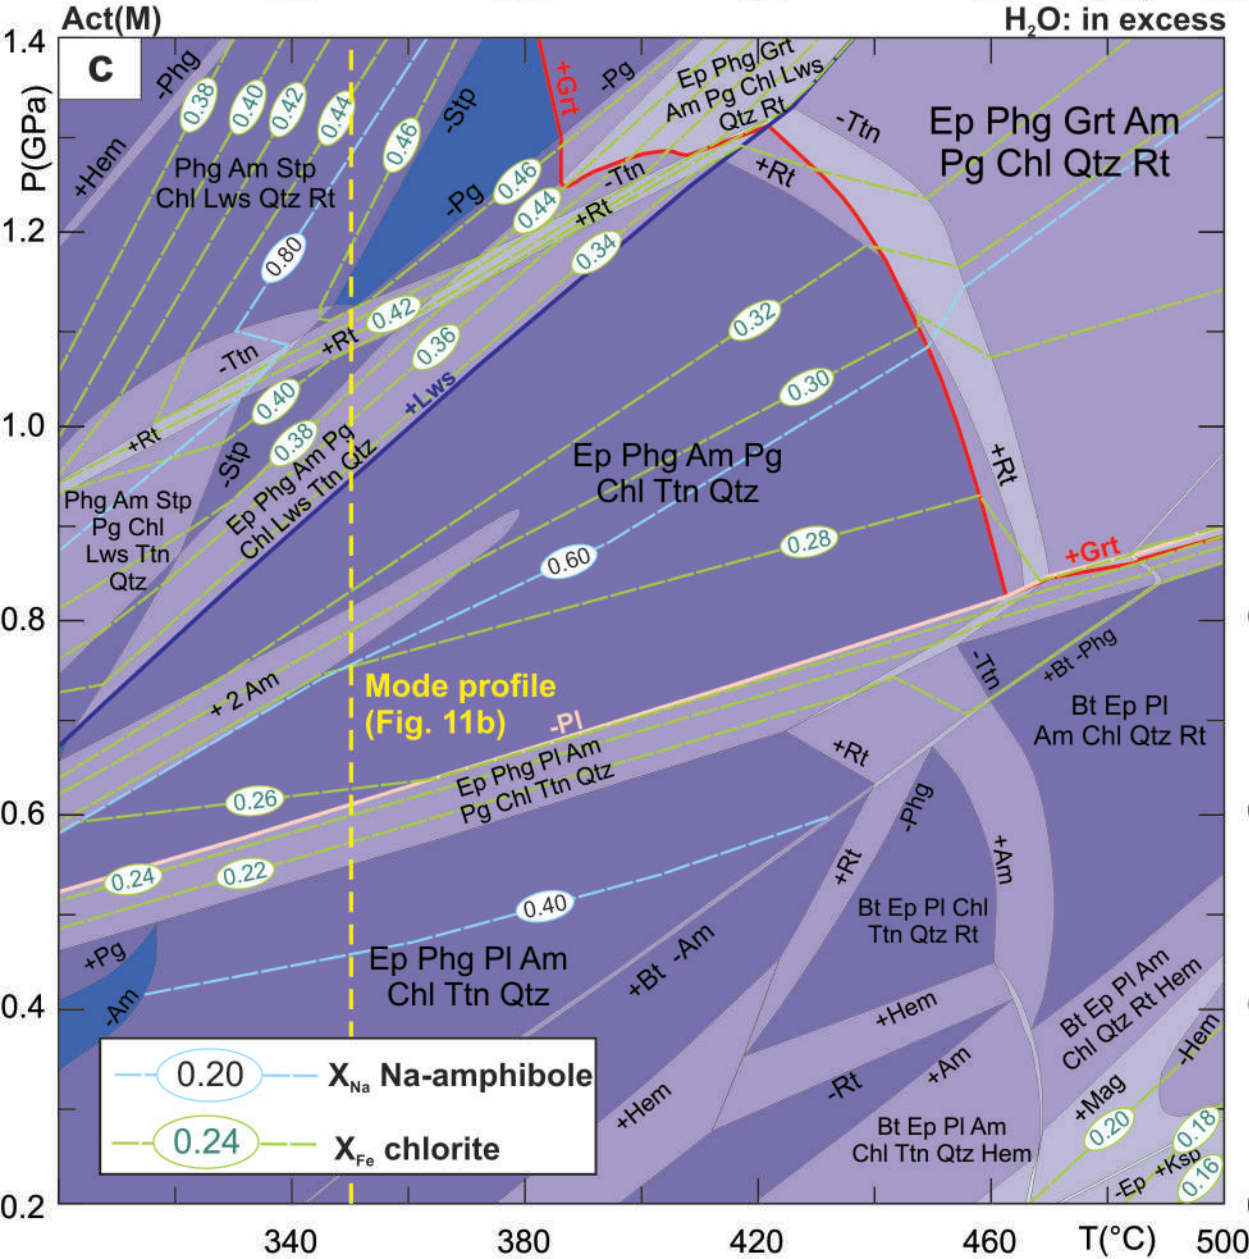 Act(M)
H₂O: in excess
c
P(GPa)
1.4
1.2
1.0
0.8
0.6
0.4
0.2
340
380
420
460
T(°C)
500
-Phg
+Hem
0.38
0.40
0.42
0.44
0.46
-Stp
+Grt
-Pg
Ep Phg Grt
Am Pg Chl Lws
Qtz Rt
-Ttn
Ep Phg Grt Am
Pg Chl Qtz Rt
Phg Am Stp
Chl Lws Qtz Rt
0.80
-Pg
0.46
0.44
-Ttn
+Rt
+Rt
0.34
0.42
0.36
-Ttn
+Rt
+Lws
0.32
0.30
0.40
0.38
+Rt
-Stp
Ep Phg Am Pg
Chl Lws Ttn Qtz
Ep Phg Am Pg
Chl Ttn Qtz
+Rt
Phg Am Stp
Pg Chl
Lws Ttn
Qtz
0.60
0.28
+Grt
+ 2 Am
Mode profile
(Fig. 11b)
-Pl
-Ttn
+Bt -Phg
Bt Ep Pl
Am Chl Qtz Rt
Ep Phg Pl Am
Pg Chl Ttn Qtz
+Rt
0.26
0.24
0.22
-Phg
+Rt
+Am
0.40
Bt Ep Pl Chl
Ttn Qtz Rt
+Pg
-Am
Ep Phg Pl Am
Chl Ttn Qtz
+Bt -Am
+Hem
Bt Ep Pl Am
Chl Qtz Rt Hem
-Hem
+Hem
-Rt
+Am
+Mag
Bt Ep Pl Am
Chl Ttn Qtz Hem
0.20
0.18
-Ep +Ksp
0.16
0.20 X_Na Na-amphibole
0.24 X_Fe chlorite